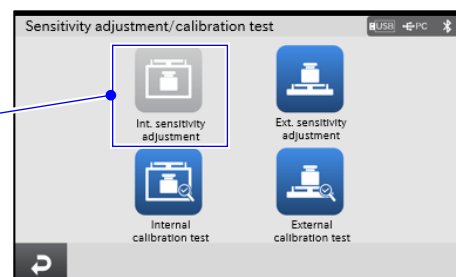 Sensitivity adjustment/calibration test
USB PC
Int. sensitivity
adjustment
Ext. sensitivity
adjustment
Internal
calibration test
External
calibration test